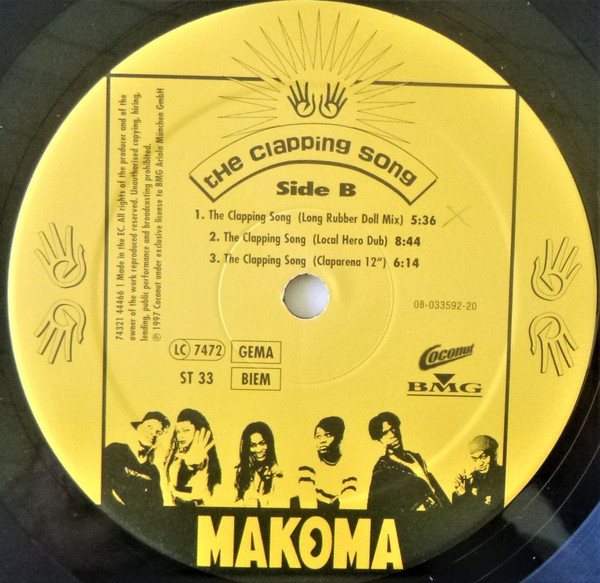 tHe clapping song
Side B
1. The Clapping Song (Long Rubber Doll Mix) 5:36
2. The Clapping Song (Local Hero Dub) 8:44
3. The Clapping Song (Claparena 12") 6:14
08-033592-20
74321 44466 1 Made in the EC. All rights of the producer and of the
owner of the work reproduced reserved. Unauthorised copying, hiring,
lending, public performance and broadcasting prohibited.
℗ 1997 Coconut under exclusive license to BMG Ariola München GmbH
LC 7472 GEMA
ST 33 BIEM
Coconut
BMG
MAKOMA